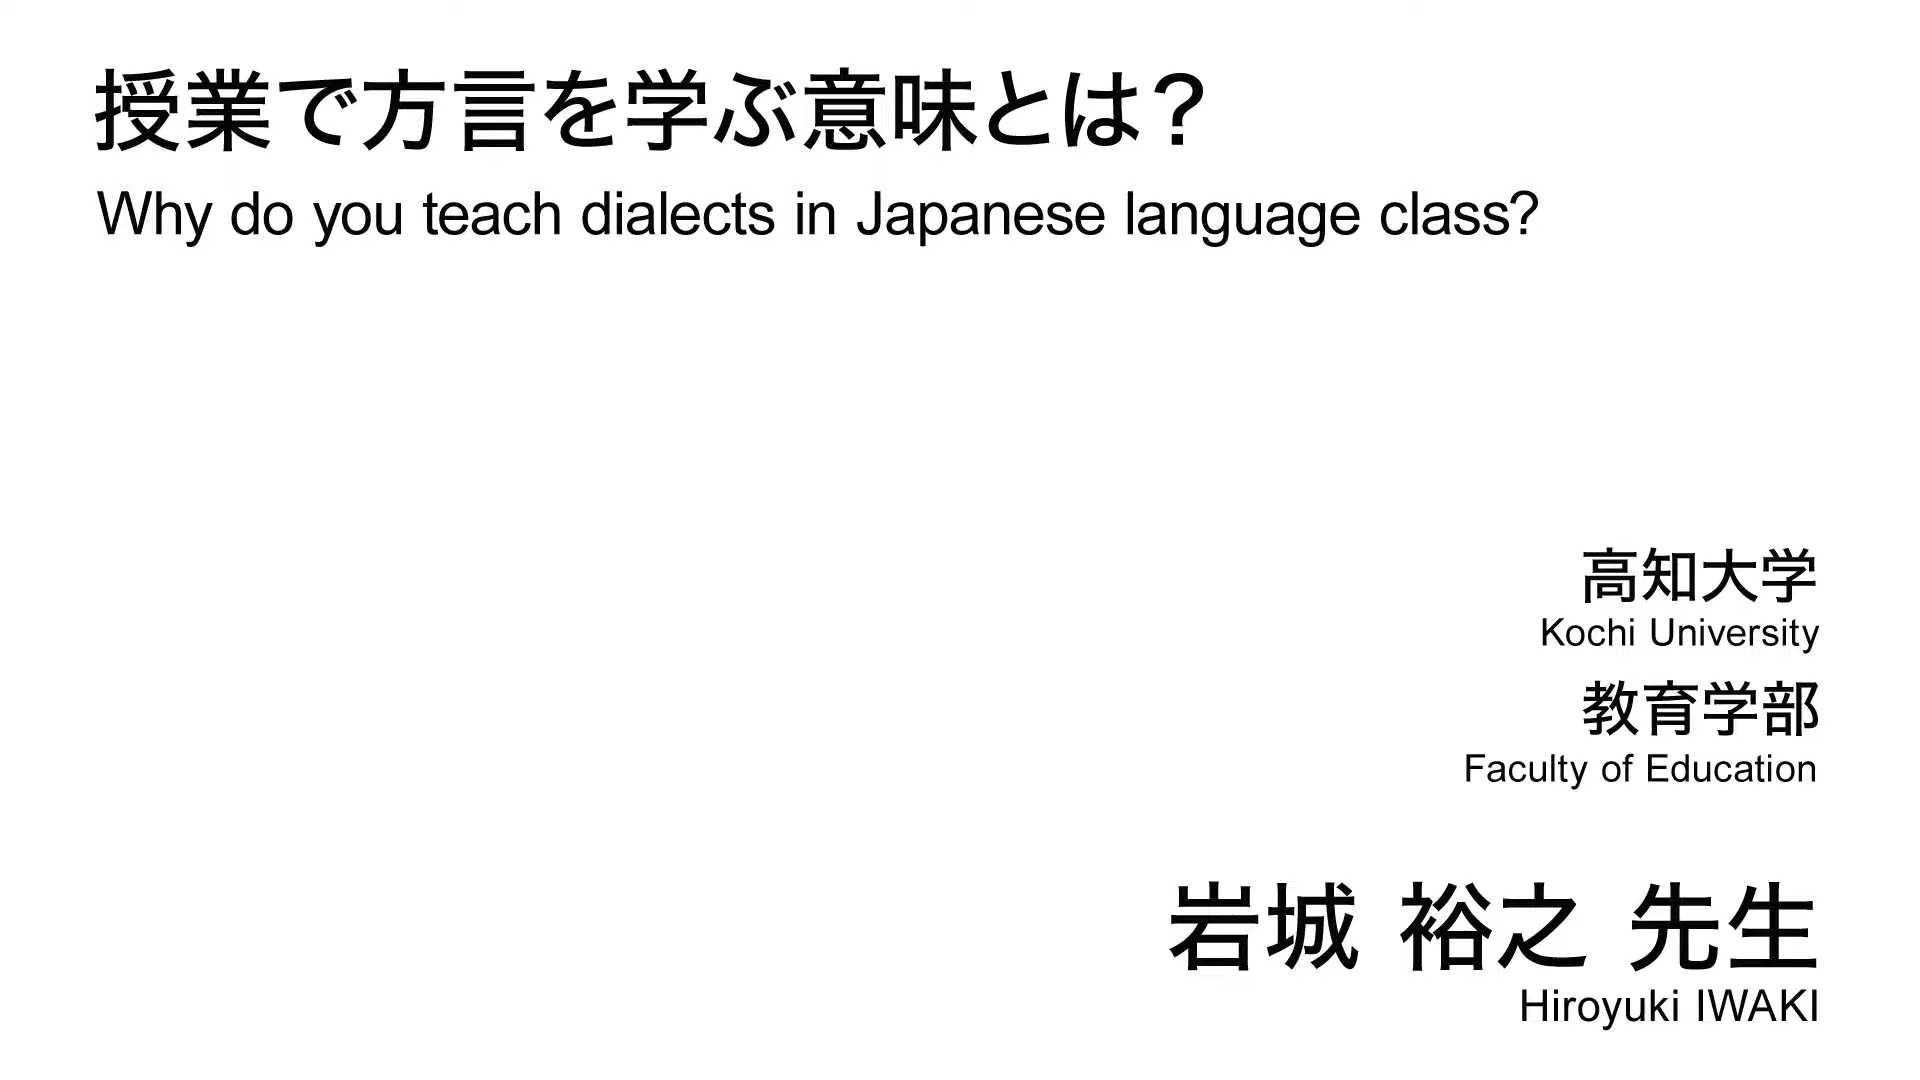 授業で方言を学ぶ意味とは？
Why do you teach dialects in Japanese language class?
高知大学
Kochi University
教育学部
Faculty of Education
岩城 裕之 先生
Hiroyuki IWAKI